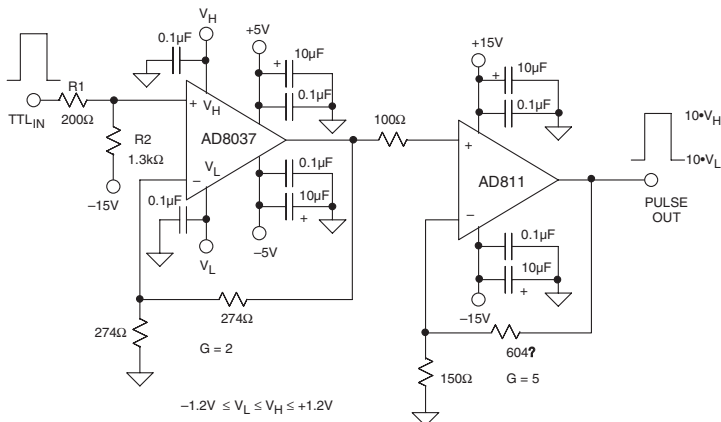 TTL_IN
R1
200Ω
R2
1.3kΩ
–15V
0.1µF
V_H
+
V_H
AD8037
V_L
–
0.1µF
V_L
+5V
+
10µF
0.1µF
0.1µF
10µF
+
–5V
274Ω
274Ω
G = 2
–1.2V ≤ V_L ≤ V_H ≤ +1.2V
100Ω
+15V
+
10µF
0.1µF
+
AD811
–
0.1µF
10µF
+
–15V
604?
150Ω
G = 5
10•V_H
10•V_L
PULSE
OUT